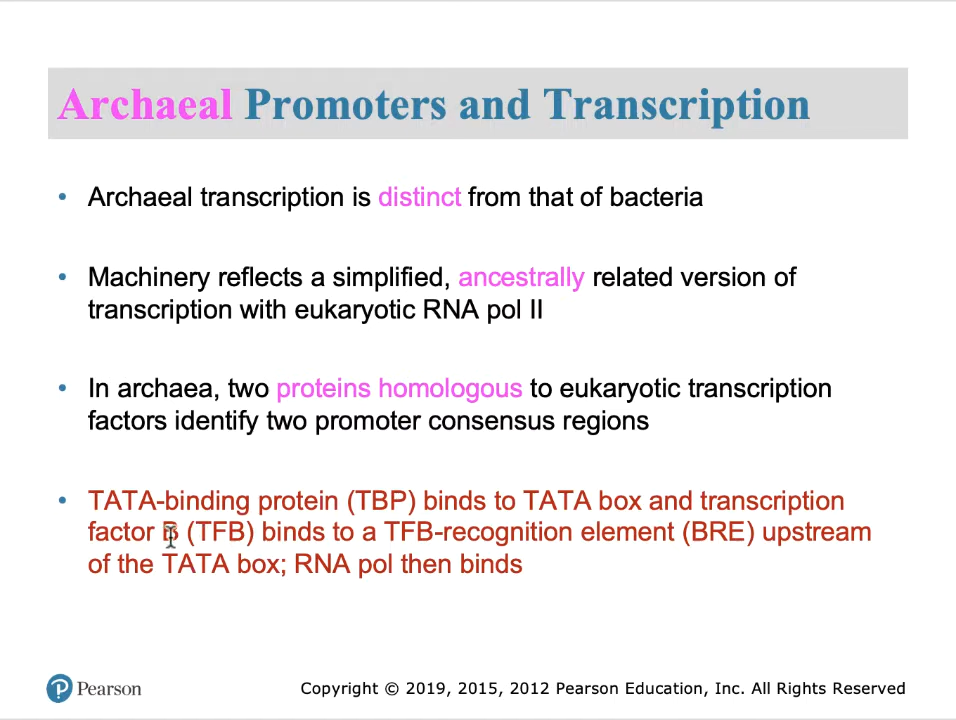 Archaeal Promoters and Transcription
• Archaeal transcription is distinct from that of bacteria
• Machinery reflects a simplified, ancestrally related version of
transcription with eukaryotic RNA pol II
• In archaea, two proteins homologous to eukaryotic transcription
factors identify two promoter consensus regions
• TATA-binding protein (TBP) binds to TATA box and transcription
factor B (TFB) binds to a TFB-recognition element (BRE) upstream
of the TATA box; RNA pol then binds
Pearson
Copyright © 2019, 2015, 2012 Pearson Education, Inc. All Rights Reserved